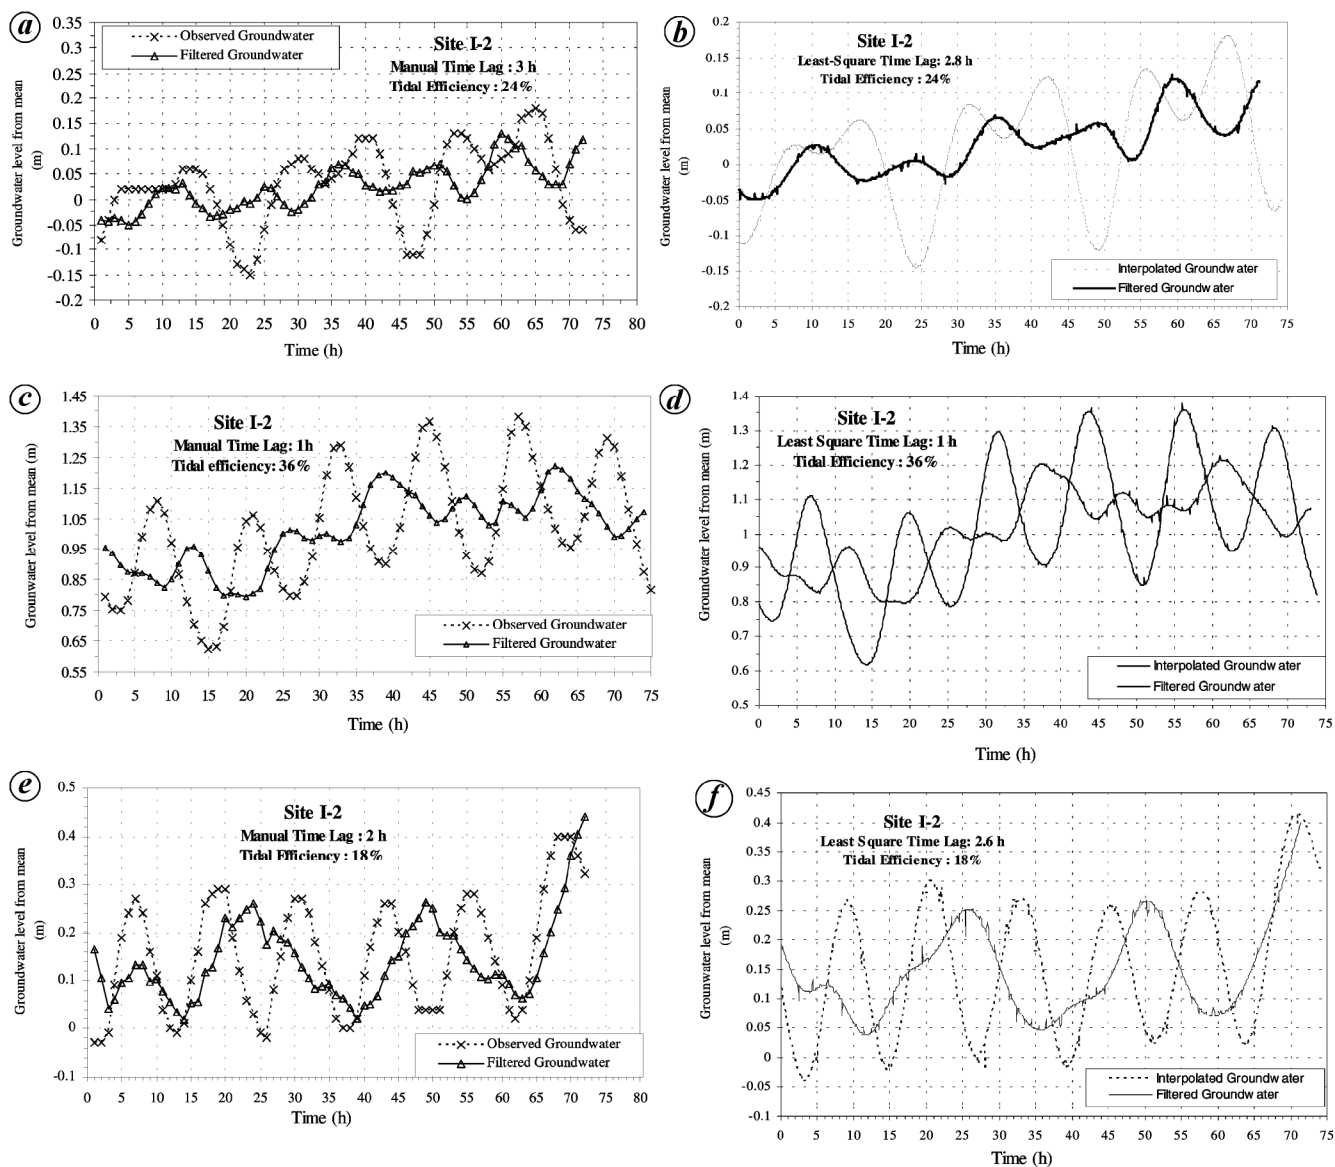 a
0.35
0.3
0.25
0.2
0.15
0.1
0.05
0
-0.05
-0.1
-0.15
-0.2
Groundwater level from mean
(m)
Observed Groundwater
Filtered Groundwater
Site I-2
Manual Time Lag : 3 h
Tidal Efficiency : 24%
0 5 10 15 20 25 30 35 40 45 50 55 60 65 70 75 80
Time (h)
b
0.2
0.15
0.1
0.05
0
-0.05
-0.1
-0.15
-0.2
Groundwater level from mean
(m)
Site I-2
Least-Square Time Lag: 2.8 h
Tidal Efficiency : 24%
Interpolated Groundwater
Filtered Groundwater
0 5 10 15 20 25 30 35 40 45 50 55 60 65 70 75
Time (h)
c
1.45
1.35
1.25
1.15
1.05
0.95
0.85
0.75
0.65
0.55
Grounwater level from mean (m)
Site I-2
Manual Time Lag: 1h
Tidal efficiency: 36%
Observed Groundwater
Filtered Groundwater
0 5 10 15 20 25 30 35 40 45 50 55 60 65 70 75
Time (h)
d
1.4
1.3
1.2
1.1
1
0.9
0.8
0.7
0.6
0.5
Groundwater level from mean (m)
Site I-2
Least Square Time Lag: 1 h
Tidal Efficiency : 36%
Interpolated Groundwater
Filtered Groundwater
0 5 10 15 20 25 30 35 40 45 50 55 60 65 70 75
Time (h)
e
0.5
0.4
0.3
0.2
0.1
0
-0.1
Groundwater level from mean
(m)
Site I-2
Manual Time Lag : 2 h
Tidal Efficiency : 18%
Observed Groundwater
Filtered Groundwater
0 5 10 15 20 25 30 35 40 45 50 55 60 65 70 75 80
Time (h)
f
0.45
0.4
0.35
0.3
0.25
0.2
0.15
0.1
0.05
0
-0.05
-0.1
Grounwater level from mean
(m)
Site I-2
Least Square Time Lag: 2.6 h
Tidal Efficiency : 18%
Interpolated Groundwater
Filtered Groundwater
0 5 10 15 20 25 30 35 40 45 50 55 60 65 70 75
Time (h)